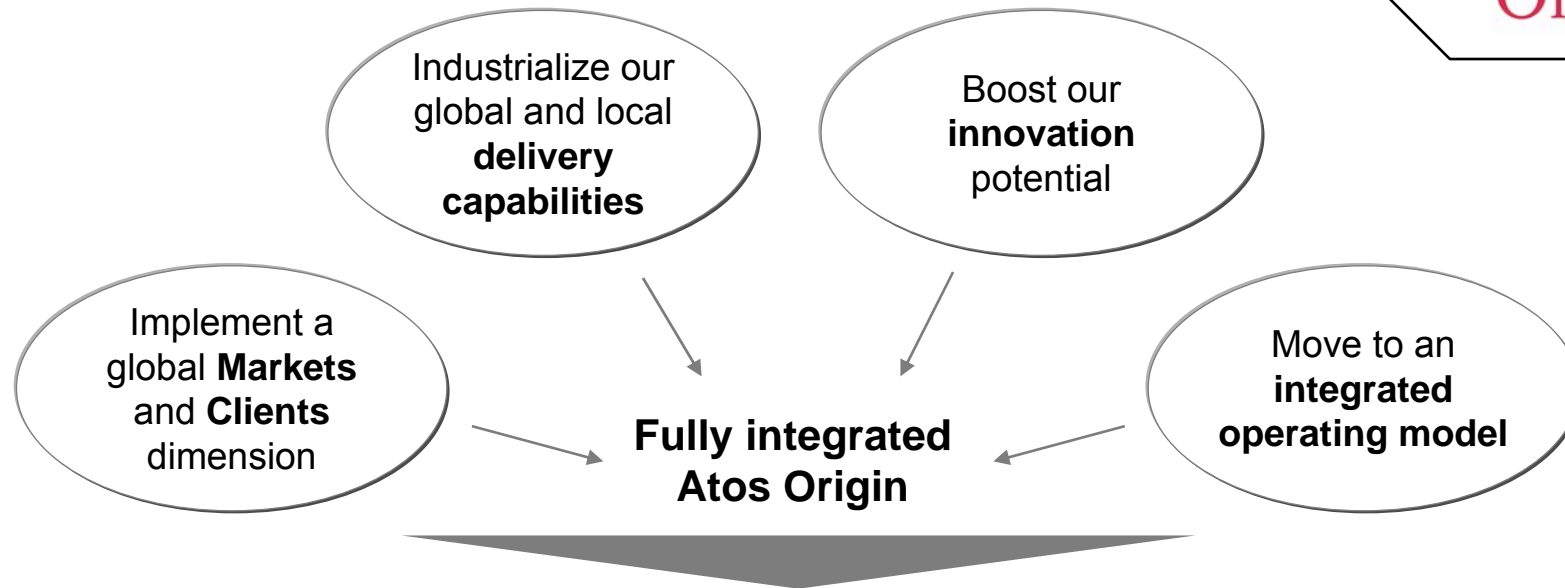 Industrialize our
global and local
delivery
capabilities
Boost our
innovation
potential
Implement a
global Markets
and Clients
dimension
Move to an
integrated
operating model
Fully integrated
Atos Origin